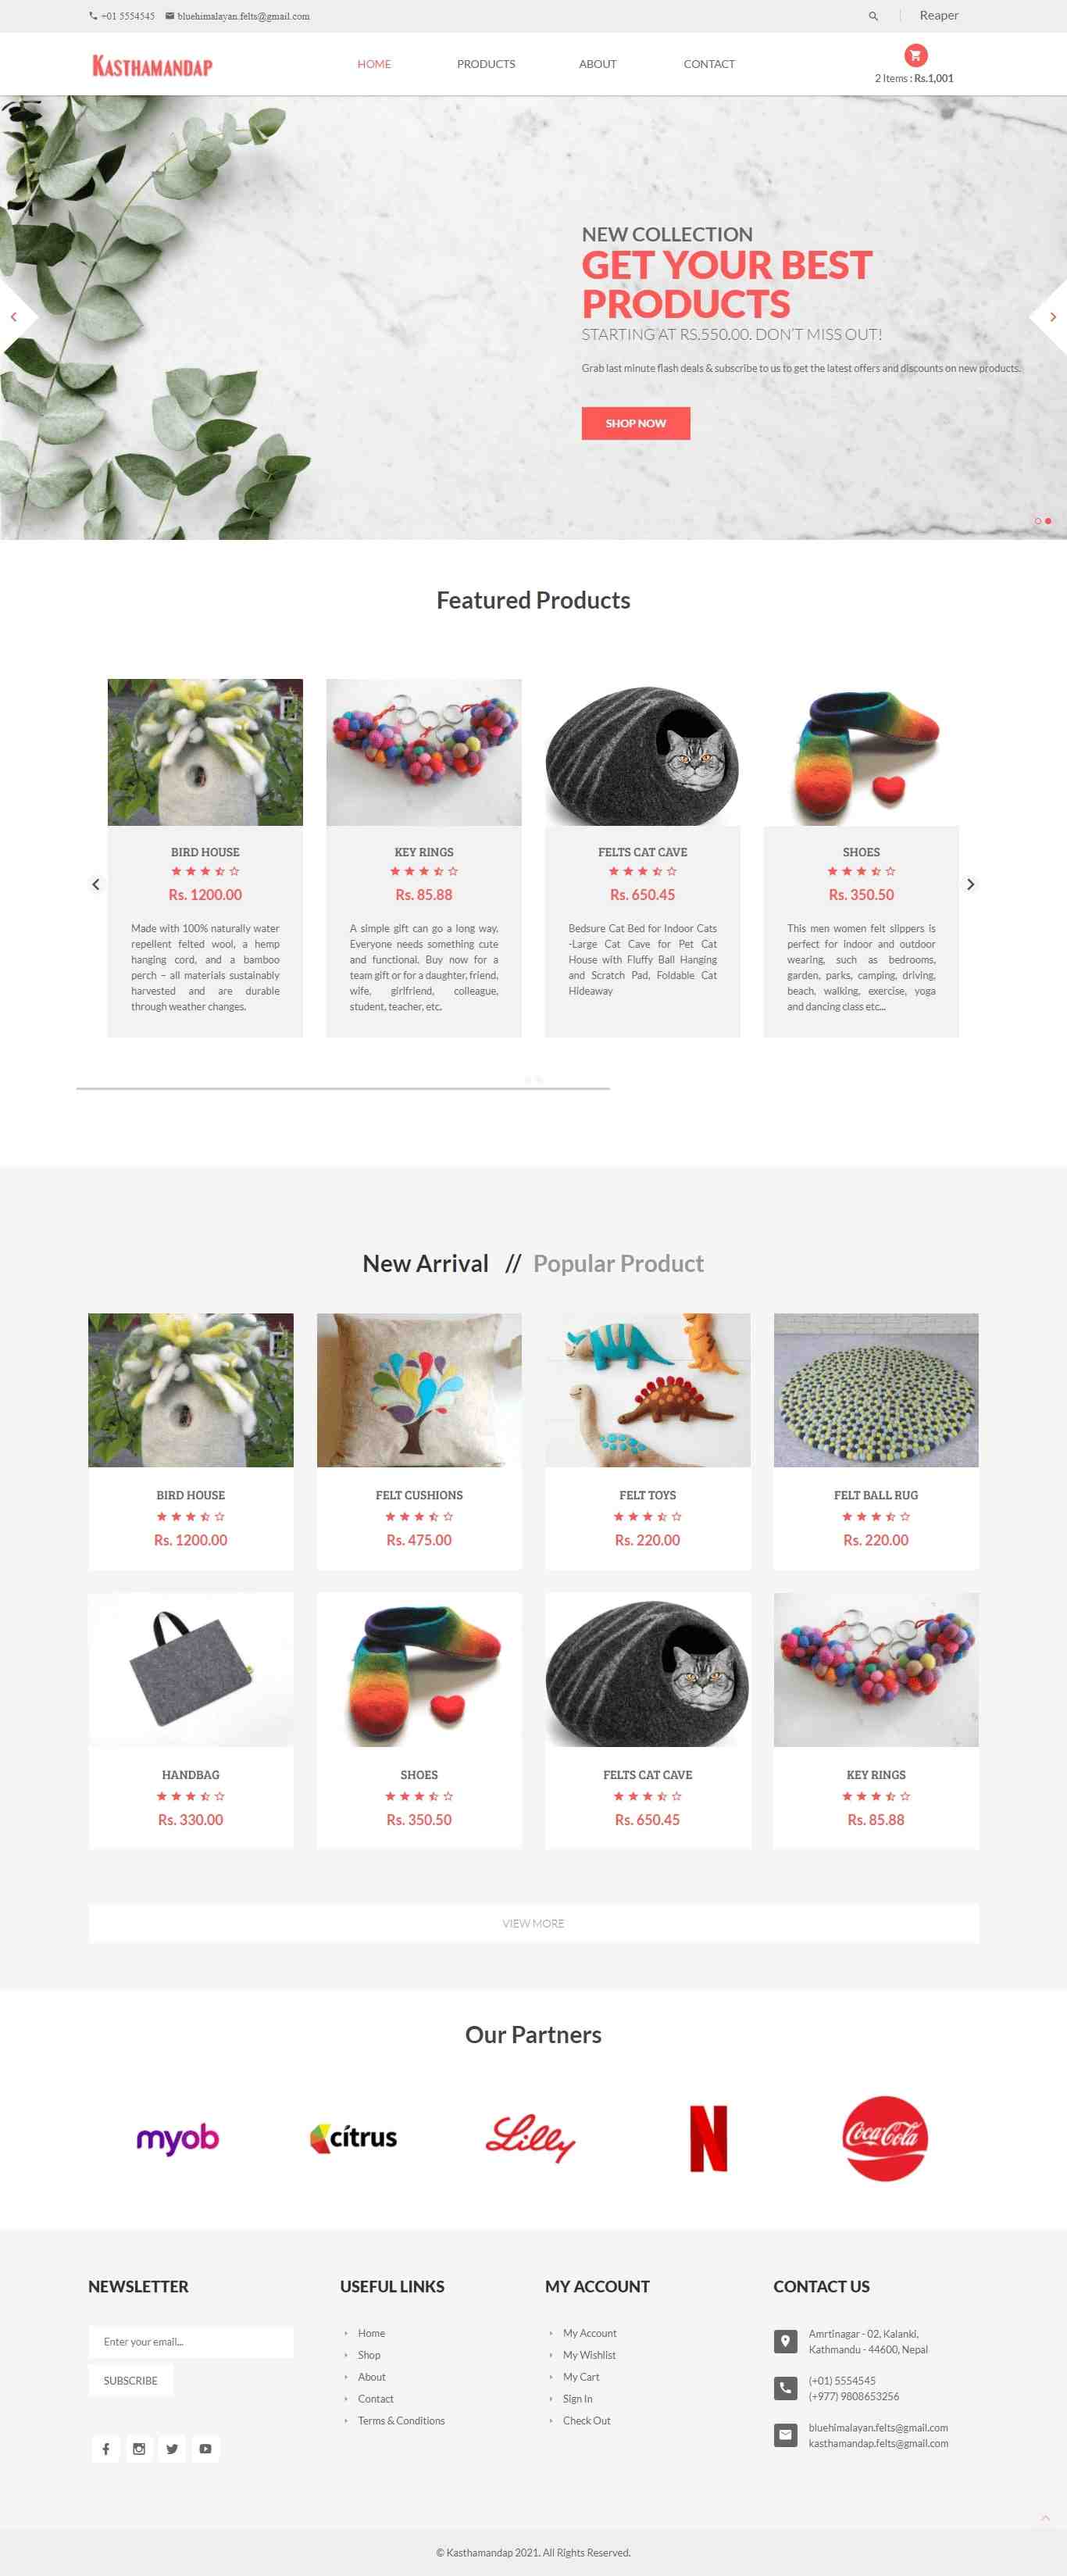 +01 5554545 bluehimalayan.felts@gmail.com Reaper
KASTHAMANDAP HOME PRODUCTS ABOUT CONTACT
2 Items : Rs.1,001
NEW COLLECTION
GET YOUR BEST
PRODUCTS
STARTING AT RS.550.00. DON'T MISS OUT!
Grab last minute flash deals & subscribe to us to get the latest offers and discounts on new products.
SHOP NOW
Featured Products
BIRD HOUSE
Rs. 1200.00
Made with 100% naturally water
repellent felted wool, a hemp
hanging cord, and a bamboo
perch – all materials sustainably
harvested and are durable
through weather changes.
KEY RINGS
Rs. 85.88
A simple gift can go a long way.
Everyone needs something cute
and functional. Buy now for a
team gift or for a daughter, friend,
wife, girlfriend, colleague,
student, teacher, etc.
FELTS CAT CAVE
Rs. 650.45
Bedsure Cat Bed for Indoor Cats
-Large Cat Cave for Pet Cat
House with Fluffy Ball Hanging
and Scratch Pad, Foldable Cat
Hideaway
SHOES
Rs. 350.50
This men women felt slippers is
perfect for indoor and outdoor
wearing, such as bedrooms,
garden, parks, camping, driving,
beach, walking, exercise, yoga
and dancing class etc...
New Arrival // Popular Product
BIRD HOUSE
Rs. 1200.00
FELT CUSHIONS
Rs. 475.00
FELT TOYS
Rs. 220.00
FELT BALL RUG
Rs. 220.00
HANDBAG
Rs. 330.00
SHOES
Rs. 350.50
FELTS CAT CAVE
Rs. 650.45
KEY RINGS
Rs. 85.88
VIEW MORE
Our Partners
myob
cítrus
Lilly
N
Coca-Cola
NEWSLETTER
Enter your email...
SUBSCRIBE
USEFUL LINKS
Home
Shop
About
Contact
Terms & Conditions
MY ACCOUNT
My Account
My Wishlist
My Cart
Sign In
Check Out
CONTACT US
Amrtinagar - 02, Kalanki,
Kathmandu - 44600, Nepal
(+01) 5554545
(+977) 9808653256
bluehimalayan.felts@gmail.com
kasthamandap.felts@gmail.com
© Kasthamandap 2021. All Rights Reserved.